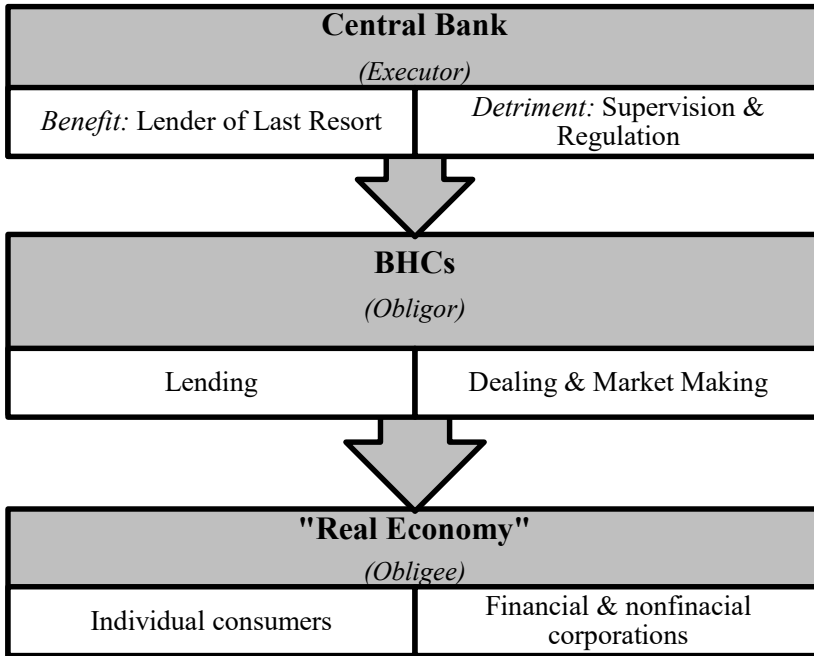 Central Bank
(Executor)
Benefit: Lender of Last Resort
Detriment: Supervision &
Regulation
BHCs
(Obligor)
Lending
Dealing & Market Making
"Real Economy"
(Obligee)
Individual consumers
Financial & nonfinacial
corporations